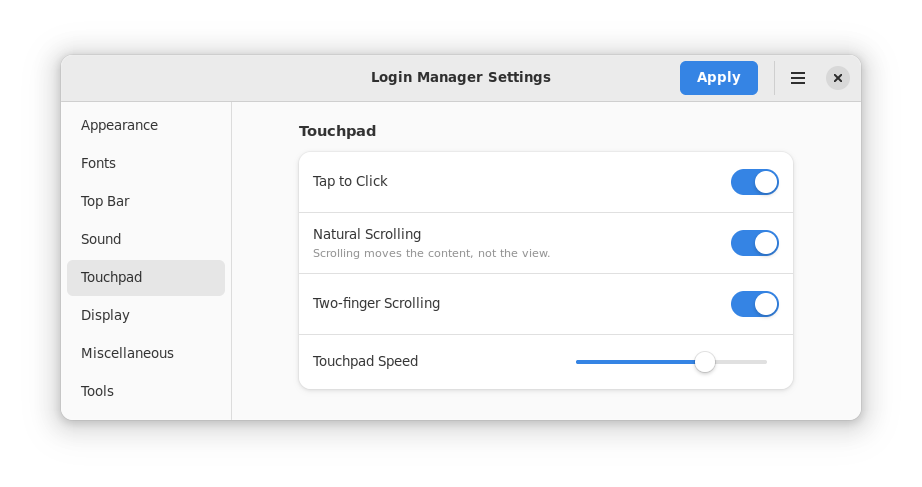 Login Manager Settings
Apply
Appearance
Fonts
Top Bar
Sound
Touchpad
Display
Miscellaneous
Tools
Touchpad
Tap to Click
Natural Scrolling
Scrolling moves the content, not the view.
Two-finger Scrolling
Touchpad Speed